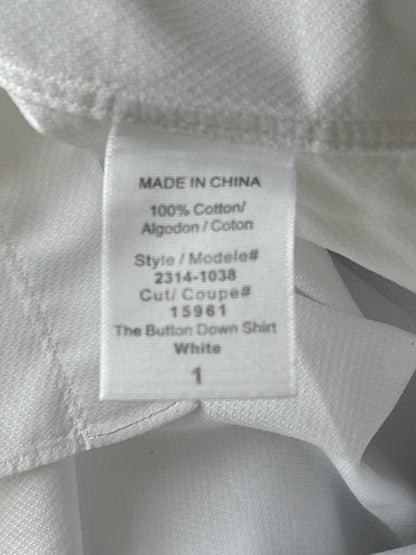 MADE IN CHINA
100% Cotton/
Algodon / Coton
Style / Modele#
2314-1038
Cut/ Coupe#
15961
The Button Down Shirt
White
1